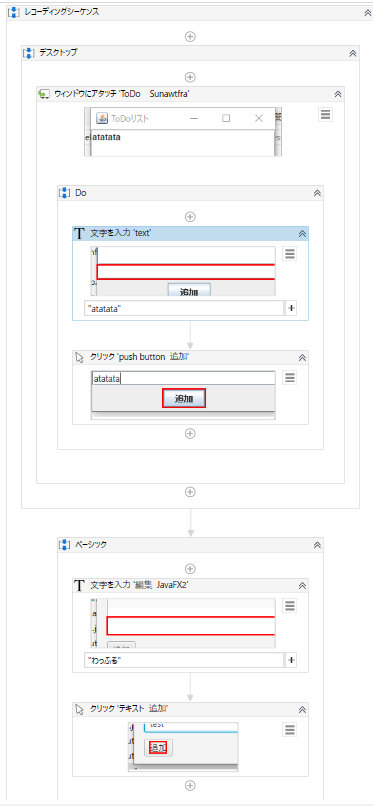 レコーディングシーケンス
デスクトップ
ウィンドウにアタッチ 'ToDo Sunawtfra'
ToDoリスト
atatata
Do
T 文字を入力 'text'
追加
"atatata"
クリック 'push button 追加'
atatata
追加
ベーシック
T 文字を入力 '編集 JavaFX2'
"わっふる"
クリック 'テキスト 追加'
test
追加